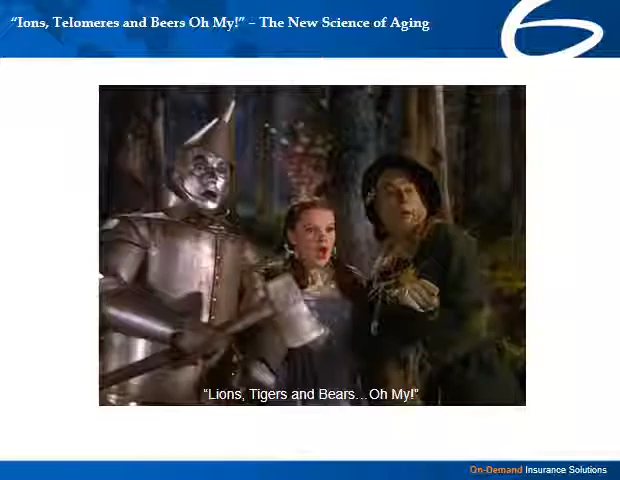 "Ions, Telomeres and Beers Oh My!" – The New Science of Aging
"Lions, Tigers and Bears…Oh My!"
On-Demand Insurance Solutions